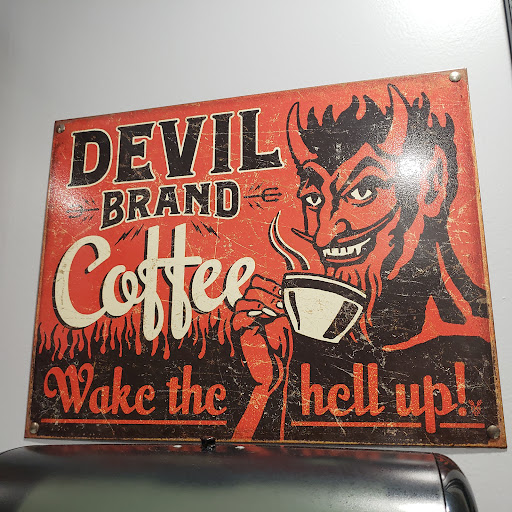 DEVIL
BRAND
Coffee
Wake the hell up!